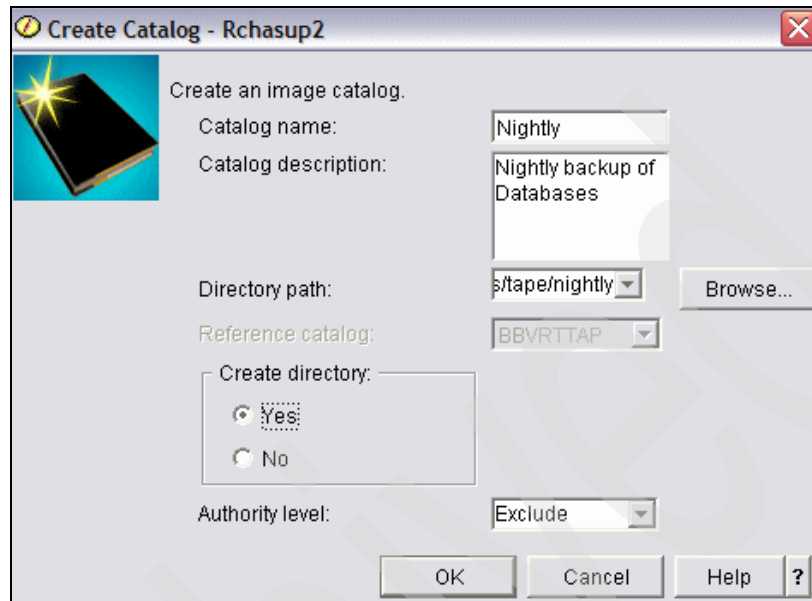 Create Catalog - Rchasup2
Create an image catalog.
Catalog name:
Nightly
Catalog description:
Nightly backup of
Databases
Directory path:
s/tape/nightly
Browse...
Reference catalog:
BBVRTTAP
Create directory:
Yes
No
Authority level:
Exclude
OK
Cancel
Help
?